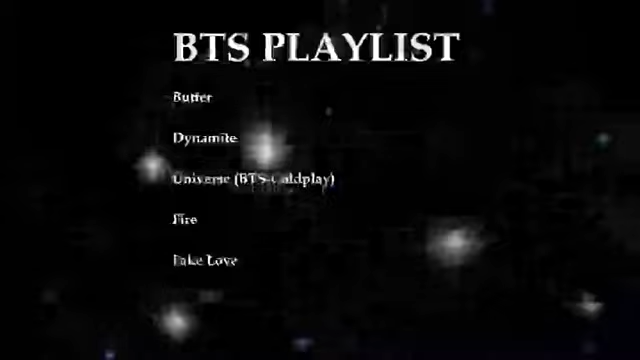 BTS PLAYLIST
Butter
Dynamite
Universe (BTS-Coldplay)
Fire
Fake Love